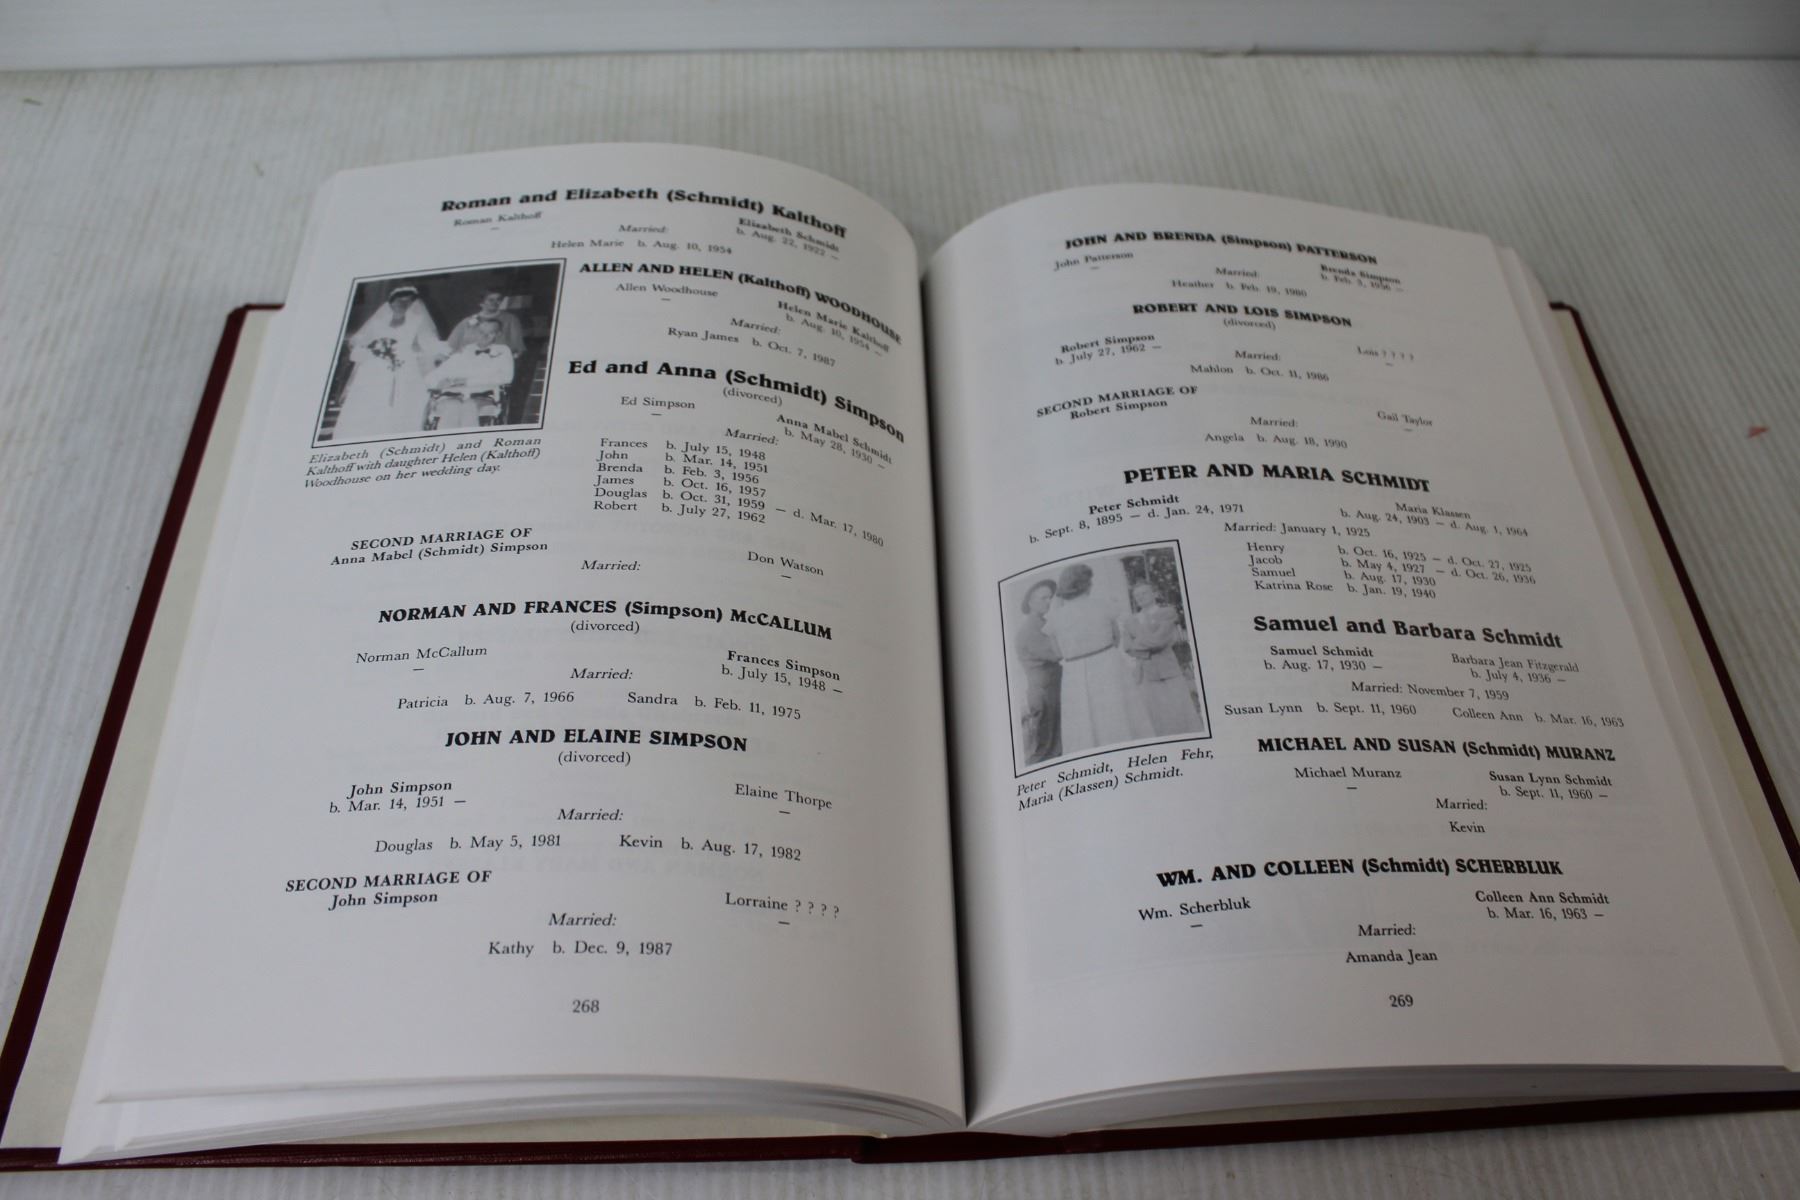 Roman and Elizabeth (Schmidt) Kalthoff
Roman Kalthoff
—
Elizabeth Schmidt
b. Aug. 22, 1922 —
Married:
Helen Marie b. Aug. 10, 1954
ALLEN AND HELEN (Kalthoff) WOODHOUSE
Allen Woodhouse
—
Helen Marie Kalthoff
b. Aug. 10, 1954 —
Married:
Ryan James b. Oct. 7, 1987
Elizabeth (Schmidt) and Roman
Kalthoff with daughter Helen (Kalthoff)
Woodhouse on her wedding day.
Ed and Anna (Schmidt) Simpson
(divorced)
Ed Simpson
—
Anna Mabel Schmidt
b. May 28, 1930 —
Married:
Frances b. July 15, 1948
John b. Mar. 14, 1951
Brenda b. Feb. 3, 1956
James b. Oct. 16, 1957
Douglas b. Oct. 31, 1959 — d. Mar. 17, 1980
Robert b. July 27, 1962
SECOND MARRIAGE OF
Anna Mabel (Schmidt) Simpson
Don Watson
—
Married:
NORMAN AND FRANCES (Simpson) McCALLUM
(divorced)
Norman McCallum
—
Frances Simpson
b. July 15, 1948 —
Married:
Patricia b. Aug. 7, 1966 Sandra b. Feb. 11, 1975
JOHN AND ELAINE SIMPSON
(divorced)
John Simpson
b. Mar. 14, 1951 —
Elaine Thorpe
—
Married:
Douglas b. May 5, 1981 Kevin b. Aug. 17, 1982
SECOND MARRIAGE OF
John Simpson
Lorraine ? ? ? ?
—
Married:
Kathy b. Dec. 9, 1987
268
JOHN AND BRENDA (Simpson) PATTERSON
John Patterson
—
Brenda Simpson
b. Feb. 3, 1956 —
Married:
Heather b. Feb. 19, 1980
ROBERT AND LOIS SIMPSON
(divorced)
Robert Simpson
b. July 27, 1962 —
Lois ? ? ? ?
—
Married:
Mahlon b. Oct. 11, 1986
SECOND MARRIAGE OF
Robert Simpson
Gail Taylor
—
Married:
Angela b. Aug. 18, 1990
PETER AND MARIA SCHMIDT
Peter Schmidt
b. Sept. 8, 1895 — d. Jan. 24, 1971
Maria Klassen
b. Aug. 24, 1903 — d. Aug. 1, 1964
Married: January 1, 1925
Henry b. Oct. 16, 1925 — d. Oct. 27, 1925
Jacob b. May 4, 1927 — d. Oct. 26, 1936
Samuel b. Aug. 17, 1930
Katrina Rose b. Jan. 19, 1940
Peter Schmidt, Helen Fehr,
Maria (Klassen) Schmidt.
Samuel and Barbara Schmidt
Samuel Schmidt
b. Aug. 17, 1930 —
Barbara Jean Fitzgerald
b. July 4, 1936 —
Married: November 7, 1959
Susan Lynn b. Sept. 11, 1960 Colleen Ann b. Mar. 16, 1963
MICHAEL AND SUSAN (Schmidt) MURANZ
Michael Muranz
—
Susan Lynn Schmidt
b. Sept. 11, 1960 —
Married:
Kevin
WM. AND COLLEEN (Schmidt) SCHERBLUK
Wm. Scherbluk
—
Colleen Ann Schmidt
b. Mar. 16, 1963 —
Married:
Amanda Jean
269